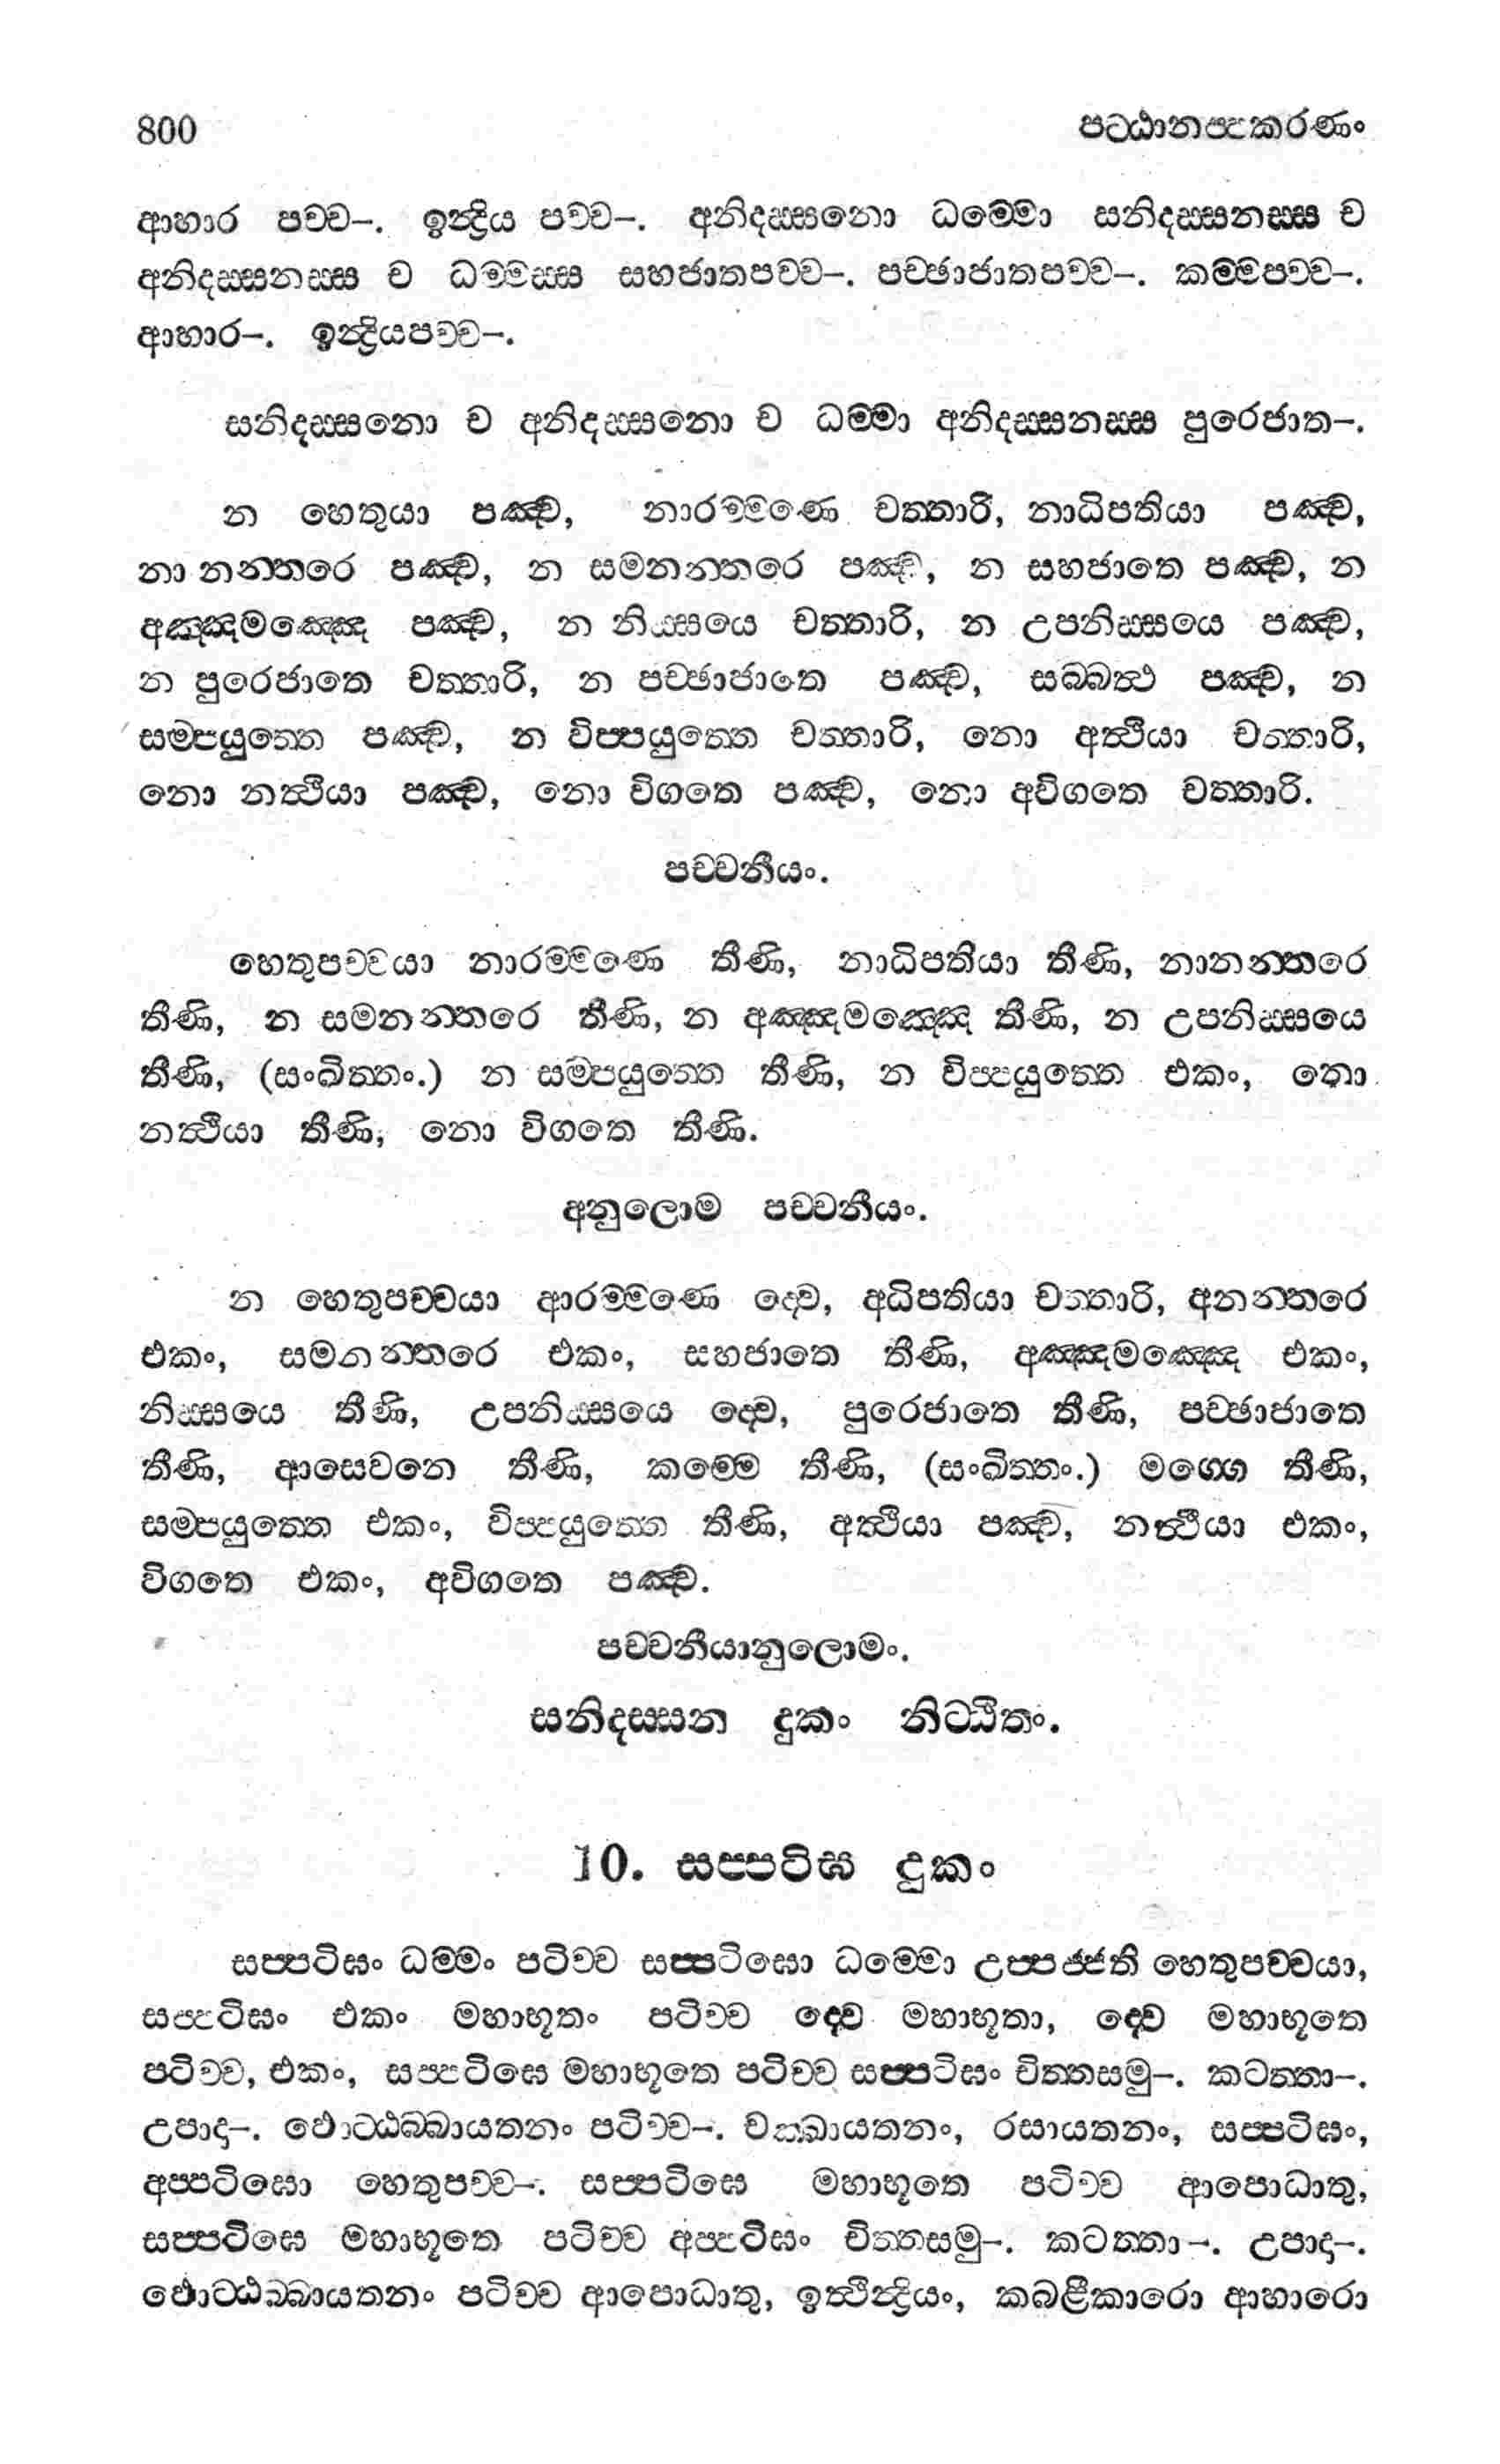 800 පට්ඨානප්පකරණං
ආහාර පච්ච–. ඉන්ද්‍රිය පච්ච–. අනිදස්සනො ධම්මො සනිදස්සනස්ස ච
අනිදස්සනස්ස ච ධම්මස්ස සහජාතපච්ච–. පච්ඡාජාතපච්ච–. කම්මපච්ච–.
ආහාර–. ඉන්ද්‍රියපච්ච–.
සනිදස්සනො ච අනිදස්සනො ච ධම්මා අනිදස්සනස්ස පුරෙජාත–.
න හෙතුයා පඤ්ච, නාරම්මණෙ චත්තාරි, නාධිපතියා පඤ්ච,
නානන්තරෙ පඤ්ච, න සමනන්තරෙ පඤ්ච, න සහජාතෙ පඤ්ච, න
අඤ්ඤමඤ්ඤෙ පඤ්ච, න නිස්සයෙ චත්තාරි, න උපනිස්සයෙ පඤ්ච,
න පුරෙජාතෙ චත්තාරි, න පච්ඡාජාතෙ පඤ්ච, සබ්බත්ථ පඤ්ච, න
සම්පයුත්තෙ පඤ්ච, න විප්පයුත්තෙ චත්තාරි, නො අත්ථියා චත්තාරි,
නො නත්ථියා පඤ්ච, නො විගතෙ පඤ්ච, නො අවිගතෙ චත්තාරි.
පච්චනීයං.
හෙතුපච්චයා නාරම්මණෙ තීණි, නාධිපතියා තීණි, නානන්තරෙ
තීණි, න සමනන්තරෙ තීණි, න අඤ්ඤමඤ්ඤෙ තීණි, න උපනිස්සයෙ
තීණි, (සංඛිත්තං.) න සම්පයුත්තෙ තීණි, න විප්පයුත්තෙ එකං, නො
නත්ථියා තීණි, නො විගතෙ තීණි.
අනුලොම පච්චනීයං.
න හෙතුපච්චයා ආරම්මණෙ ද්වෙ, අධිපතියා චත්තාරි, අනන්තරෙ
එකං, සමනන්තරෙ එකං, සහජාතෙ තීණි, අඤ්ඤමඤ්ඤෙ එකං,
නිස්සයෙ තීණි, උපනිස්සයෙ ද්වෙ, පුරෙජාතෙ තීණි, පච්ඡාජාතෙ
තීණි, ආසෙවනෙ තීණි, කම්මෙ තීණි, (සංඛිත්තං.) මග්ගෙ තීණි,
සම්පයුත්තෙ එකං, විප්පයුත්තෙ තීණි, අත්ථියා පඤ්ච, නත්ථියා එකං,
විගතෙ එකං, අවිගතෙ පඤ්ච.
පච්චනීයානුලොමං.
සනිදස්සන දුකං නිට්ඨිතං.
10. සප්පටිඝ දුකං
සප්පටිඝං ධම්මං පටිච්ච සප්පටිඝො ධම්මො උප්පජ්ජති හෙතුපච්චයා,
සප්පටිඝං එකං මහාභූතං පටිච්ච ද්වෙ මහාභූතා, ද්වෙ මහාභූතෙ
පටිච්ච, එකං, සප්පටිඝෙ මහාභූතෙ පටිච්ච සප්පටිඝං චිත්තසමු–. කටත්තා–.
උපාදා–. ඵොට්ඨබ්බායතනං පටිච්ච–. චක්ඛායතනං, රසායතනං, සප්පටිඝං,
අප්පටිඝො හෙතුපච්ච–. සප්පටිඝෙ මහාභූතෙ පටිච්ච ආපොධාතු,
සප්පටිඝෙ මහාභූතෙ පටිච්ච අප්පටිඝං චිත්තසමු–. කටත්තා–. උපාදා–.
ඵොට්ඨබ්බායතනං පටිච්ච ආපොධාතු, ඉත්ථින්ද්‍රියං, කබළීකාරො ආහාරො